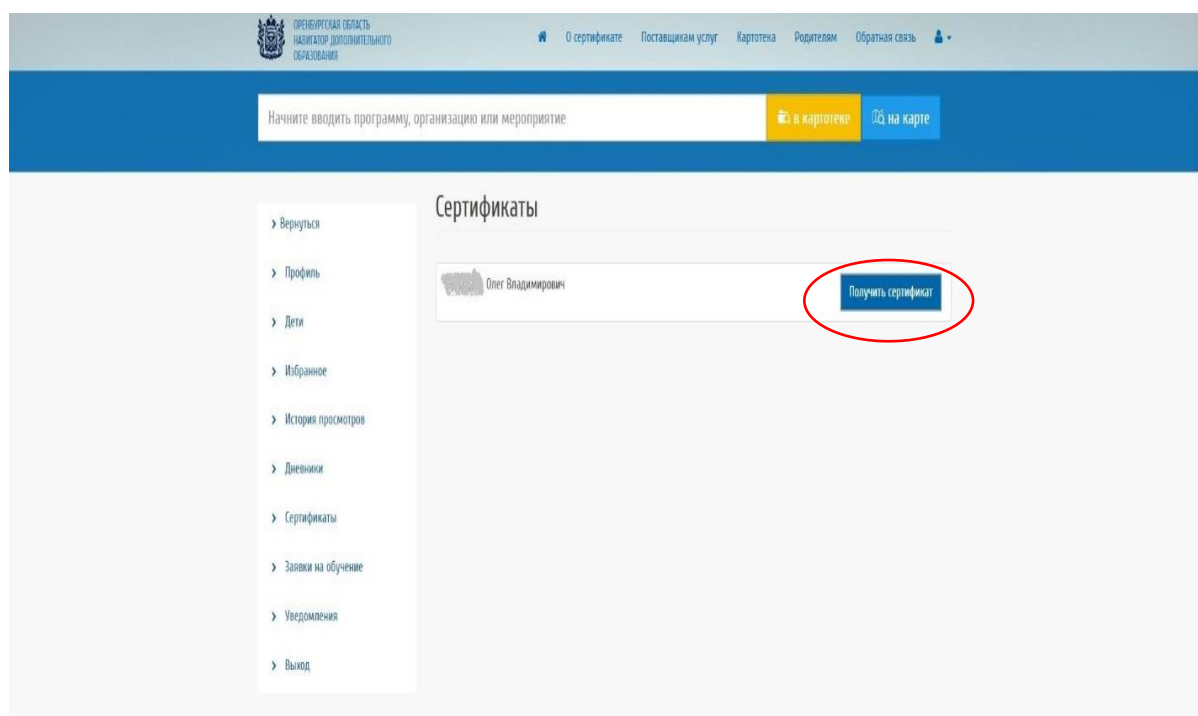 ОРЕНБУРГСКАЯ ОБЛАСТЬ
НАВИГАТОР ДОПОЛНИТЕЛЬНОГО
ОБРАЗОВАНИЯ
О сертификате Поставщикам услуг Картотека Родителям Обратная связь
Начните вводить программу, организацию или мероприятие
в картотеке
на карте
Сертификаты
Вернуться
Профиль
Дети
Избранное
История просмотров
Дневники
Сертификаты
Заявки на обучение
Уведомления
Выход
Олег Владимирович
Получить сертификат